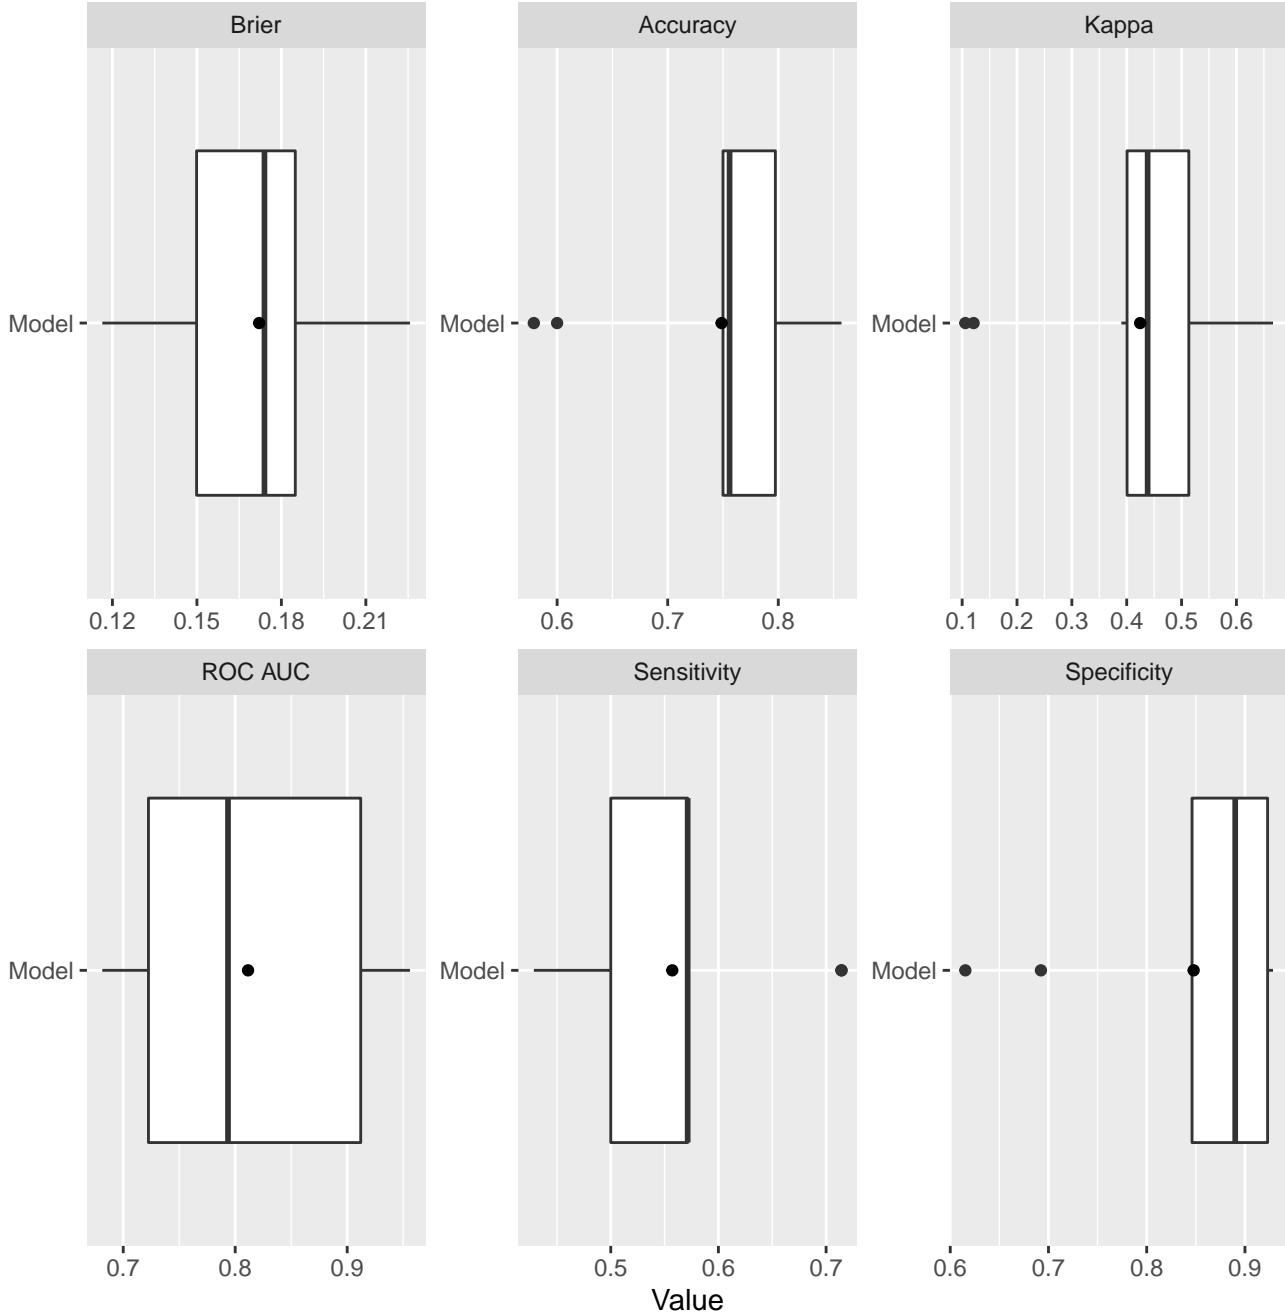 Brier
Accuracy
Kappa
Model
Model
Model
0.12 0.15 0.18 0.21
0.6 0.7 0.8
0.1 0.2 0.3 0.4 0.5 0.6
ROC AUC
Sensitivity
Specificity
Model
Model
Model
0.7 0.8 0.9
0.5 0.6 0.7
0.6 0.7 0.8 0.9
Value